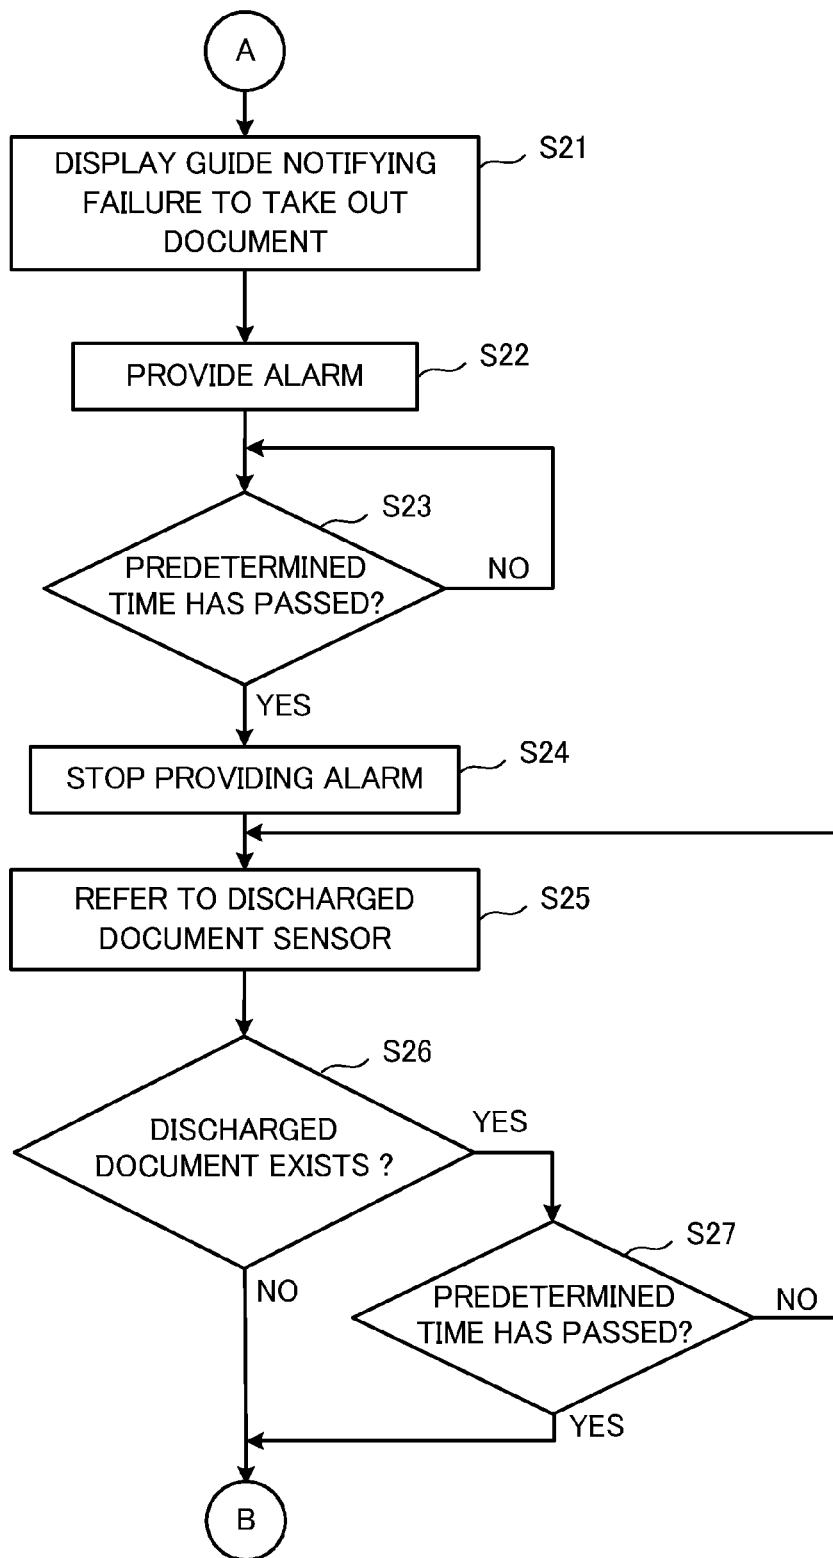 A
S21
DISPLAY GUIDE NOTIFYING
FAILURE TO TAKE OUT
DOCUMENT
S22
PROVIDE ALARM
S23
PREDETERMINED
TIME HAS PASSED?
NO
YES
S24
STOP PROVIDING ALARM
S25
REFER TO DISCHARGED
DOCUMENT SENSOR
S26
DISCHARGED
DOCUMENT EXISTS ?
YES
NO
S27
PREDETERMINED
TIME HAS PASSED?
NO
YES
B